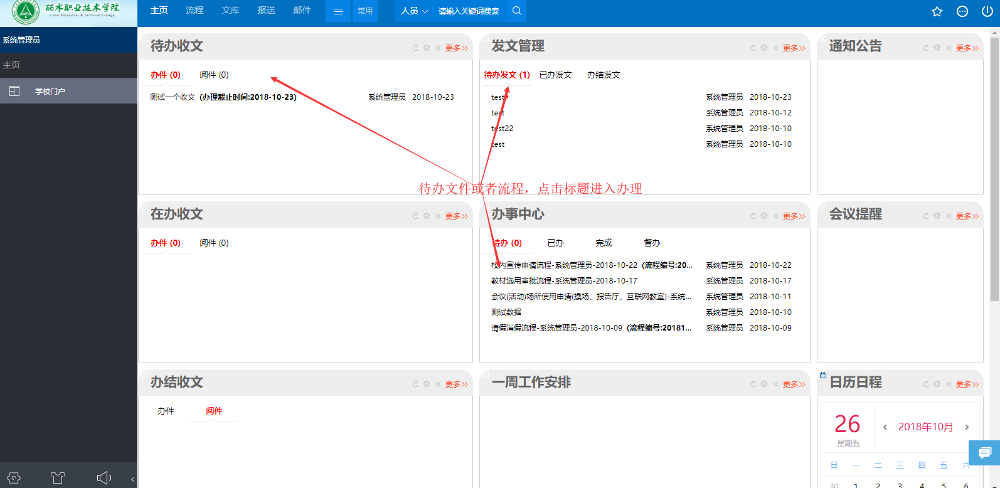 丽水职业技术学院
Lishui Vocational & Technical College
主页 流程 文库 报送 邮件 常用 人员 请输入关键词搜索
系统管理员
主页
学校门户
待办收文 更多
办件 (0) 阅件 (0)
测试一个收文 (办理截止时间:2018-10-23) 系统管理员 2018-10-23
发文管理 更多
待办发文 (1) 已办发文 办结发文
test 系统管理员 2018-10-23
test 系统管理员 2018-10-12
test22 系统管理员 2018-10-10
test 系统管理员 2018-10-10
通知公告 更多
待办文件或者流程，点击标题进入办理
在办收文 更多
办件 (0) 阅件 (0)
办事中心 更多
待办 (0) 已办 完成 督办
校内宣传申请流程-系统管理员-2018-10-22 (流程编号:20... 系统管理员 2018-10-22
教材选用审批流程-系统管理员-2018-10-17 系统管理员 2018-10-17
会议(活动)场所使用申请(操场、报告厅、互联网教室)-系统... 系统管理员 2018-10-11
测试数据 系统管理员 2018-10-10
请假消假流程-系统管理员-2018-10-09 (流程编号:20181... 系统管理员 2018-10-09
会议提醒 更多
办结收文 更多
办件 阅件
一周工作安排 更多
日历日程 更多
26 2018年10月
星期五
日 一 二 三 四 五 六
30 1 2 3 4 5 6